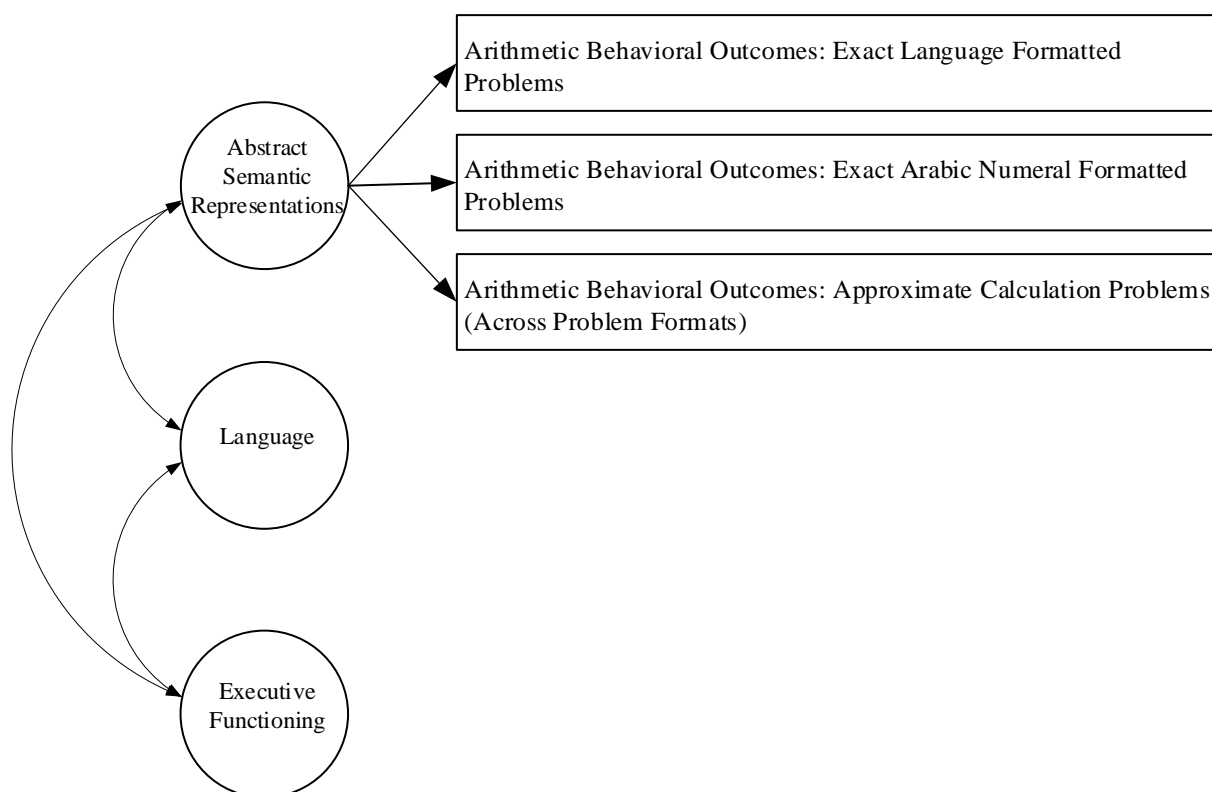 Arithmetic Behavioral Outcomes: Exact Language Formatted
Problems
Abstract
Semantic
Representations
Arithmetic Behavioral Outcomes: Exact Arabic Numeral Formatted
Problems
Arithmetic Behavioral Outcomes: Approximate Calculation Problems
(Across Problem Formats)
Language
Executive
Functioning